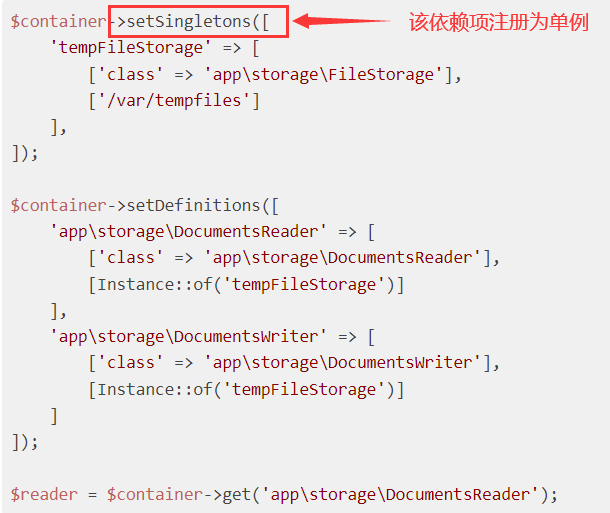 $container->setSingletons([ 该依赖项注册为单例
    'tempFileStorage' => [
        ['class' => 'app\storage\FileStorage'],
        ['/var/tempfiles']
    ],
]);
$container->setDefinitions([
    'app\storage\DocumentsReader' => [
        ['class' => 'app\storage\DocumentsReader'],
        [Instance::of('tempFileStorage')]
    ],
    'app\storage\DocumentsWriter' => [
        ['class' => 'app\storage\DocumentsWriter'],
        [Instance::of('tempFileStorage')]
    ]
]);
$reader = $container->get('app\storage\DocumentsReader');